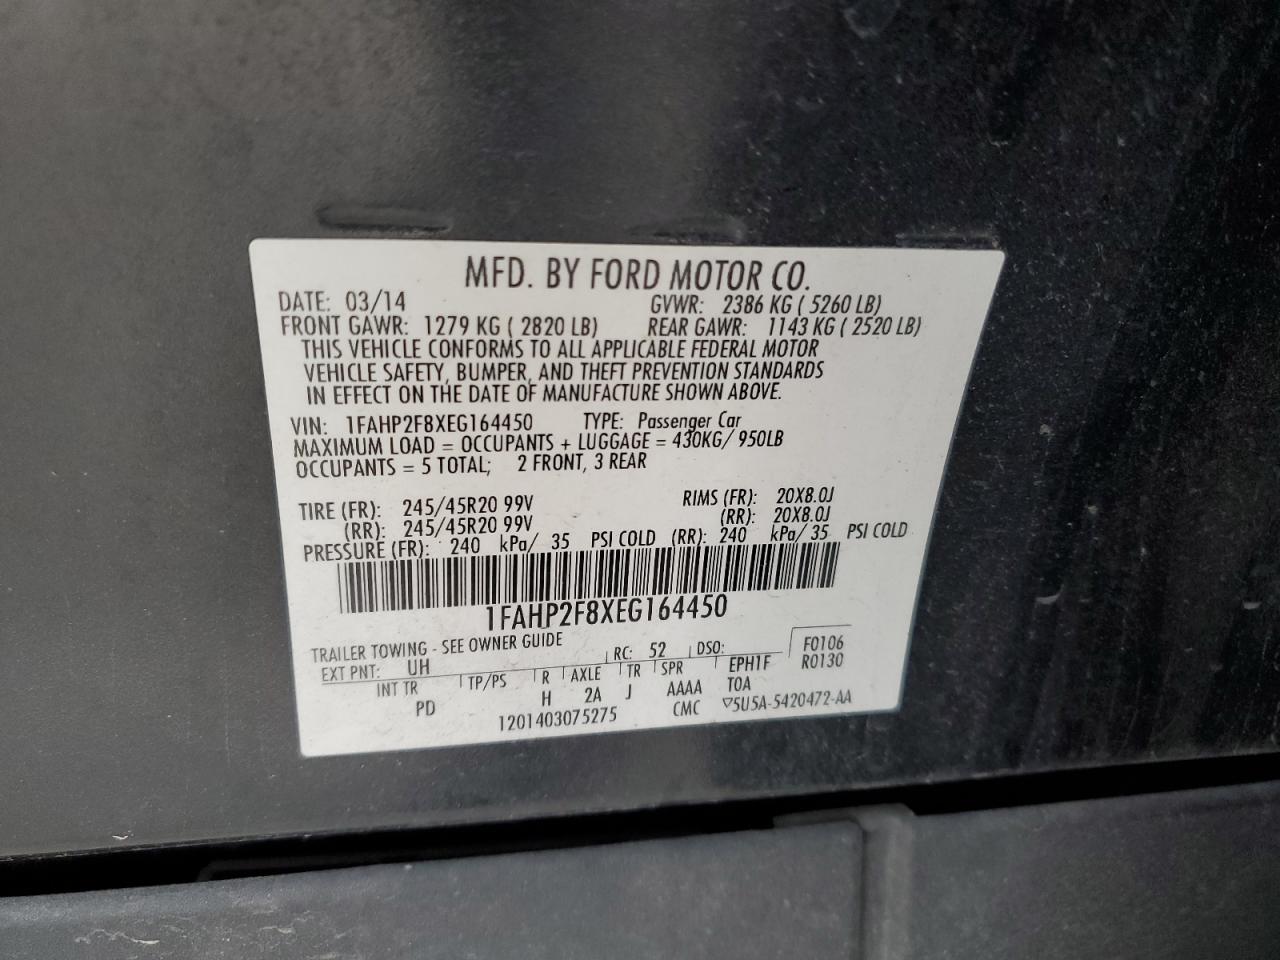 MFD. BY FORD MOTOR CO.
DATE: 03/14 GVWR: 2386 KG ( 5260 LB)
FRONT GAWR: 1279 KG ( 2820 LB) REAR GAWR: 1143 KG ( 2520 LB)
THIS VEHICLE CONFORMS TO ALL APPLICABLE FEDERAL MOTOR
VEHICLE SAFETY, BUMPER, AND THEFT PREVENTION STANDARDS
IN EFFECT ON THE DATE OF MANUFACTURE SHOWN ABOVE.
VIN: 1FAHP2F8XEG164450 TYPE: Passenger Car
MAXIMUM LOAD = OCCUPANTS + LUGGAGE = 430KG/ 950LB
OCCUPANTS = 5 TOTAL; 2 FRONT, 3 REAR
TIRE (FR): 245/45R20 99V RIMS (FR): 20X8.0J
(RR): 245/45R20 99V (RR): 20X8.0J
PRESSURE (FR): 240 kPa/ 35 PSI COLD (RR): 240 kPa/ 35 PSI COLD
1FAHP2F8XEG164450
TRAILER TOWING - SEE OWNER GUIDE
EXT PNT: UH RC: 52 DSO: F0106
INT TR TP/PS R AXLE TR SPR EPH1F R0130
PD H 2A J AAAA TOA
1201403075275 CMC ▽5U5A-5420472-AA